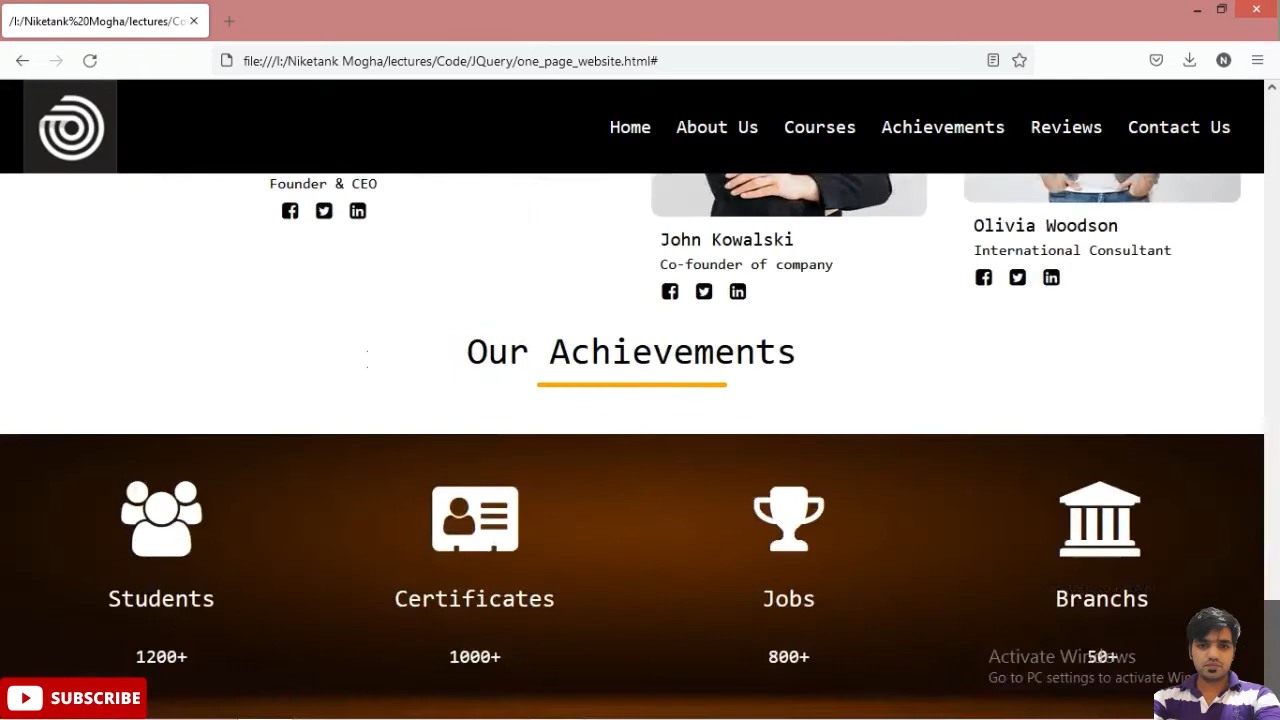 /I:/Niketank%20Mogha/lectures/Co
file:///I:/Niketank Mogha/lectures/Code/JQuery/one_page_website.html#
N
Home About Us Courses Achievements Reviews Contact Us
Founder & CEO
John Kowalski
Co-founder of company
Olivia Woodson
International Consultant
Our Achievements
Students Certificates Jobs Branchs
1200+ 1000+ 800+ 50+
Activate Windows
Go to PC settings to activate Wi
SUBSCRIBE